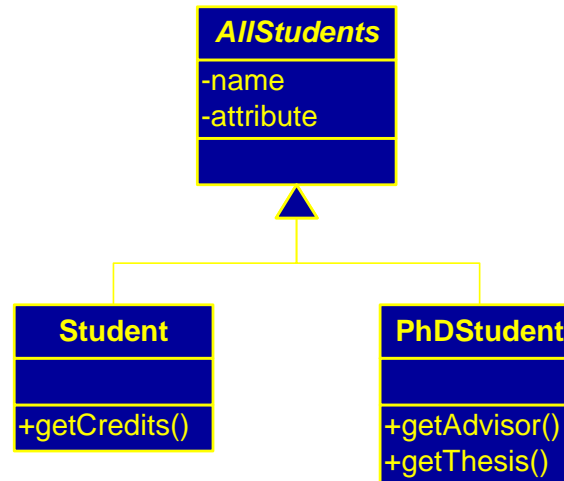 AllStudents
-name
-attribute
Student
+getCredits()
PhDStudent
+getAdvisor()
+getThesis()